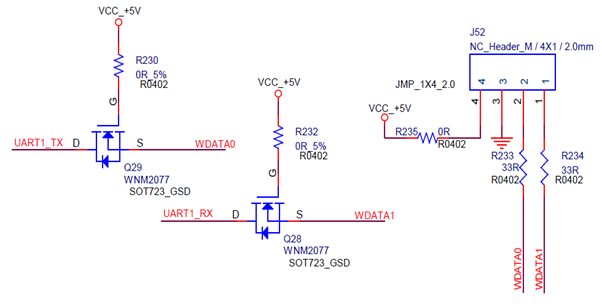 VCC_+5V
R230
0R_5%
R0402
G
UART1_TX
D
S
WDATA0
Q29
WNM2077
SOT723_GSD
VCC_+5V
R232
0R_5%
R0402
G
UART1_RX
D
S
WDATA1
Q28
WNM2077
SOT723_GSD
J52
NC_Header_M / 4X1 / 2.0mm
JMP_1X4_2.0
4
3
2
1
4
3
2
1
VCC_+5V
R235
0R
R0402
R233
33R
R0402
R234
33R
R0402
WDATA0
WDATA1